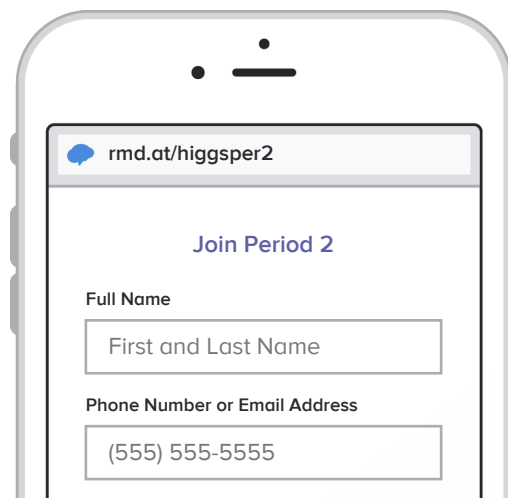 rmd.at/higgsper2
Join Period 2
Full Name
First and Last Name
Phone Number or Email Address
(555) 555-5555